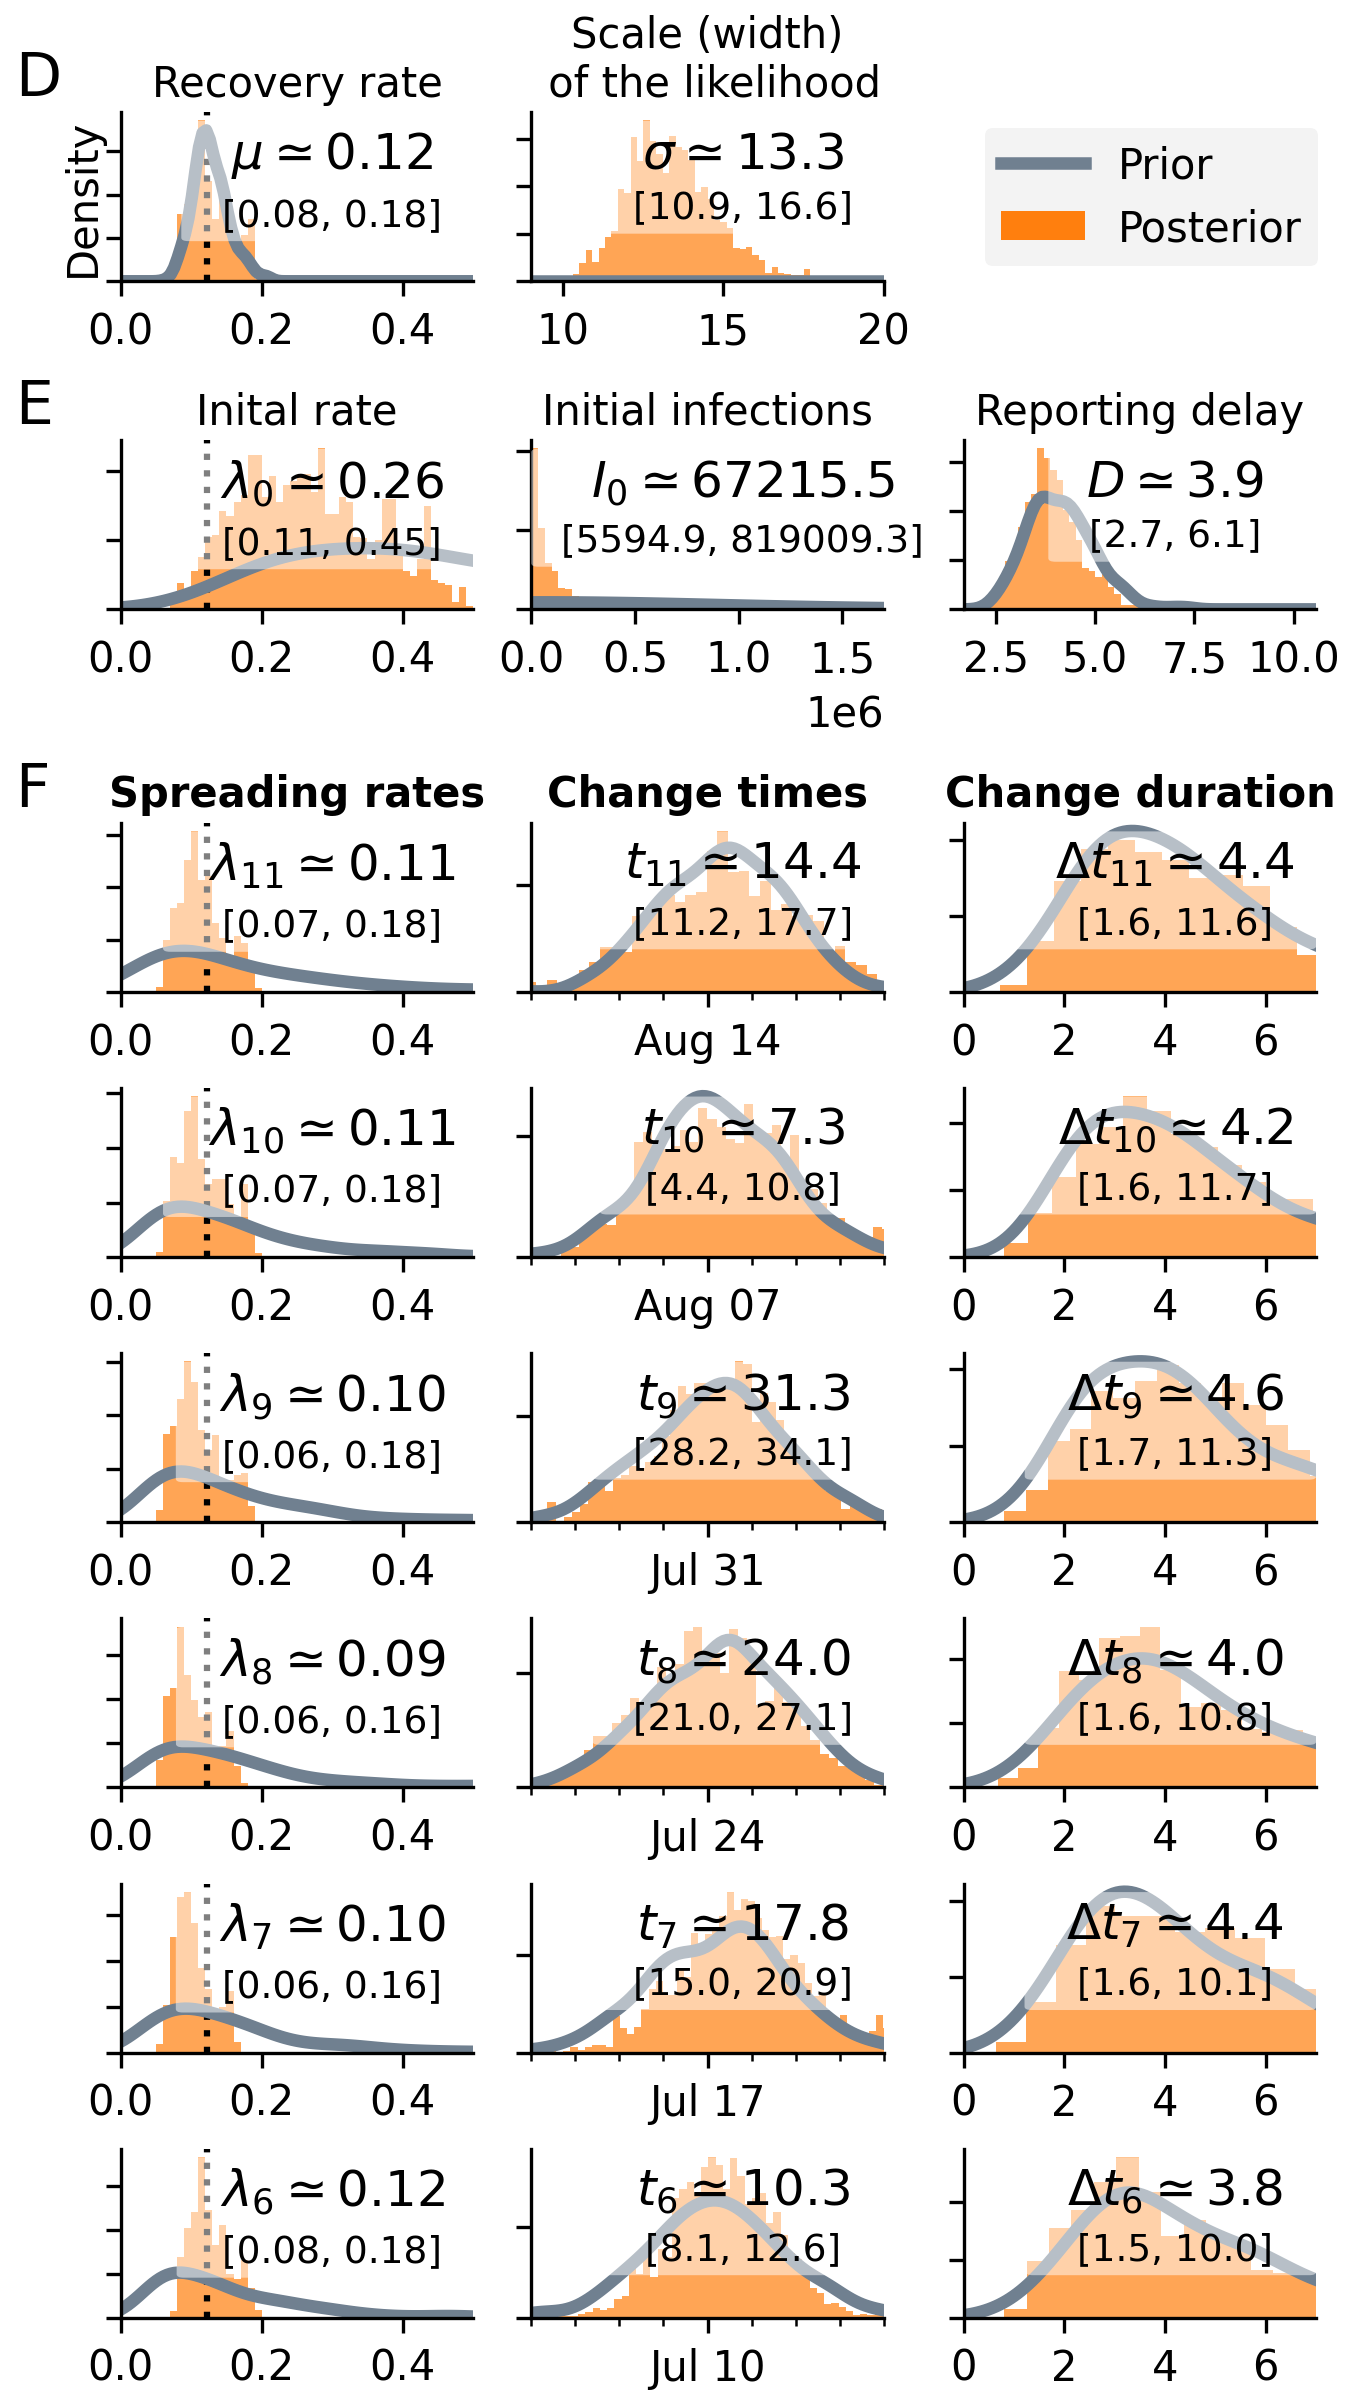 D
Recovery rate
Scale (width)
of the likelihood
Density
μ ≃ 0.12
[0.08, 0.18]
σ ≃ 13.3
[10.9, 16.6]
Prior
Posterior
0.0 0.2 0.4
10 15 20
E
Inital rate
Initial infections
Reporting delay
λ0 ≃ 0.26
[0.11, 0.45]
I0 ≃ 67215.5
[5594.9, 819009.3]
D ≃ 3.9
[2.7, 6.1]
0.0 0.2 0.4
0.0 0.5 1.0 1.5
1e6
2.5 5.0 7.5 10.0
F
Spreading rates
Change times
Change duration
λ11 ≃ 0.11
[0.07, 0.18]
t11 ≃ 14.4
[11.2, 17.7]
Δt11 ≃ 4.4
[1.6, 11.6]
0.0 0.2 0.4
Aug 14
0 2 4 6
λ10 ≃ 0.11
[0.07, 0.18]
t10 ≃ 7.3
[4.4, 10.8]
Δt10 ≃ 4.2
[1.6, 11.7]
0.0 0.2 0.4
Aug 07
0 2 4 6
λ9 ≃ 0.10
[0.06, 0.18]
t9 ≃ 31.3
[28.2, 34.1]
Δt9 ≃ 4.6
[1.7, 11.3]
0.0 0.2 0.4
Jul 31
0 2 4 6
λ8 ≃ 0.09
[0.06, 0.16]
t8 ≃ 24.0
[21.0, 27.1]
Δt8 ≃ 4.0
[1.6, 10.8]
0.0 0.2 0.4
Jul 24
0 2 4 6
λ7 ≃ 0.10
[0.06, 0.16]
t7 ≃ 17.8
[15.0, 20.9]
Δt7 ≃ 4.4
[1.6, 10.1]
0.0 0.2 0.4
Jul 17
0 2 4 6
λ6 ≃ 0.12
[0.08, 0.18]
t6 ≃ 10.3
[8.1, 12.6]
Δt6 ≃ 3.8
[1.5, 10.0]
0.0 0.2 0.4
Jul 10
0 2 4 6